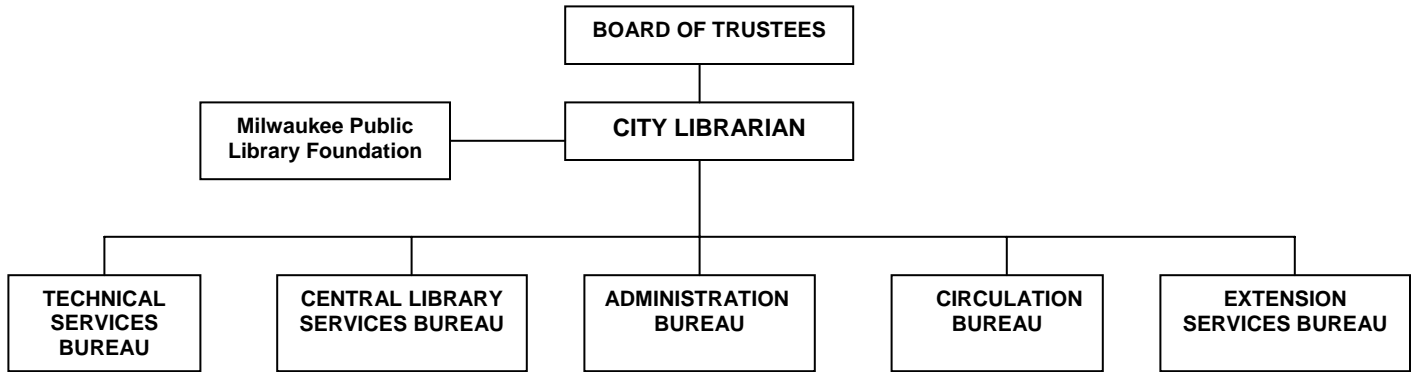 BOARD OF TRUSTEES
Milwaukee Public
Library Foundation
CITY LIBRARIAN
TECHNICAL
SERVICES
BUREAU
CENTRAL LIBRARY
SERVICES BUREAU
ADMINISTRATION
BUREAU
CIRCULATION
BUREAU
EXTENSION
SERVICES BUREAU